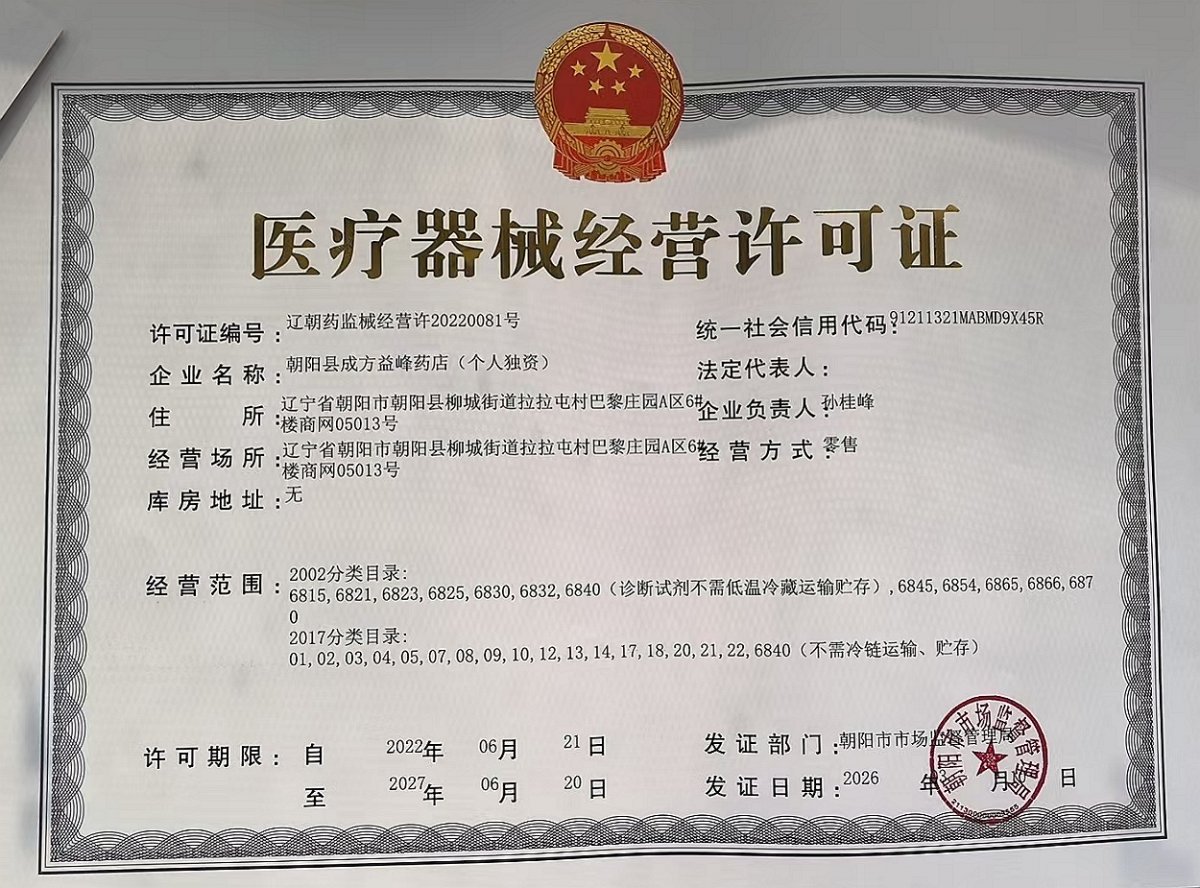 医疗器械经营许可证
许可证编号：辽朝药监械经营许20220081号
统一社会信用代码：91211321MABMD9X45R
企业名称：朝阳县成方益峰药店（个人独资）
法定代表人：
住所：辽宁省朝阳市朝阳县柳城街道拉拉屯村巴黎庄园A区6#
楼商网05013号
企业负责人：孙桂峰
经营场所：辽宁省朝阳市朝阳县柳城街道拉拉屯村巴黎庄园A区6#
楼商网05013号
经营方式：零售
库房地址：无
经营范围：2002分类目录：
6815,6821,6823,6825,6830,6832,6840（诊断试剂不需低温冷藏运输贮存）,6845,6854,6865,6866,687
0
2017分类目录：
01,02,03,04,05,07,08,09,10,12,13,14,17,18,20,21,22,6840（不需冷链运输、贮存）
许可期限：自 2022年 06月 21日
至 2027年 06月 20日
发证部门：朝阳市市场监督管理局
发证日期：2026年 月 日
朝阳市市场监督管理局